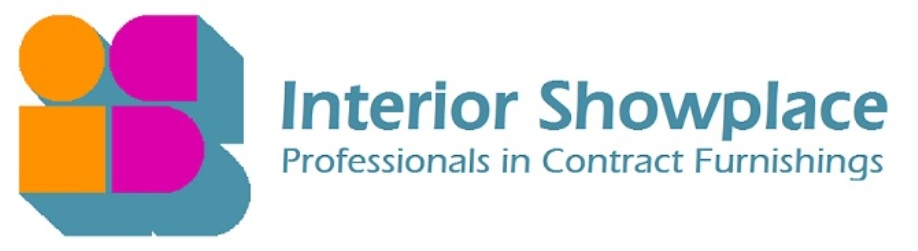 Interior Showplace
Professionals in Contract Furnishings